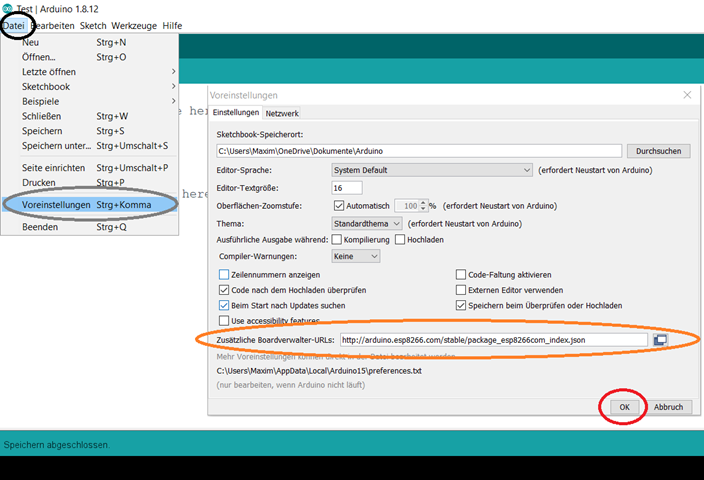 Test | Arduino 1.8.12
Datei Bearbeiten Sketch Werkzeuge Hilfe
Neu Strg+N
Öffnen... Strg+O
Letzte öffnen
Sketchbook
Beispiele
Schließen Strg+W
Speichern Strg+S
Speichern unter... Strg+Umschalt+S
Seite einrichten Strg+Umschalt+P
Drucken Strg+P
Voreinstellungen Strg+Komma
Beenden Strg+Q
here
Voreinstellungen
Einstellungen Netzwerk
Sketchbook-Speicherort:
C:\Users\Maxim\OneDrive\Dokumente\Arduino Durchsuchen
Editor-Sprache: System Default (erfordert Neustart von Arduino)
Editor-Textgröße: 16
Oberflächen-Zoomstufe: Automatisch 100 % (erfordert Neustart von Arduino)
Thema: Standardthema (erfordert Neustart von Arduino)
Ausführliche Ausgabe während: Kompilierung Hochladen
Compiler-Warnungen: Keine
Zeilennummern anzeigen Code-Faltung aktivieren
Code nach dem Hochladen überprüfen Externen Editor verwenden
Beim Start nach Updates suchen Speichern beim Überprüfen oder Hochladen
Use accessibility features
Zusätzliche Boardverwalter-URLs: http://arduino.esp8266.com/stable/package_esp8266com_index.json
Mehr Voreinstellungen können direkt in der Datei bearbeitet werden
C:\Users\Maxim\AppData\Local\Arduino15\preferences.txt
(nur bearbeiten, wenn Arduino nicht läuft)
OK Abbruch
Speichern abgeschlossen.